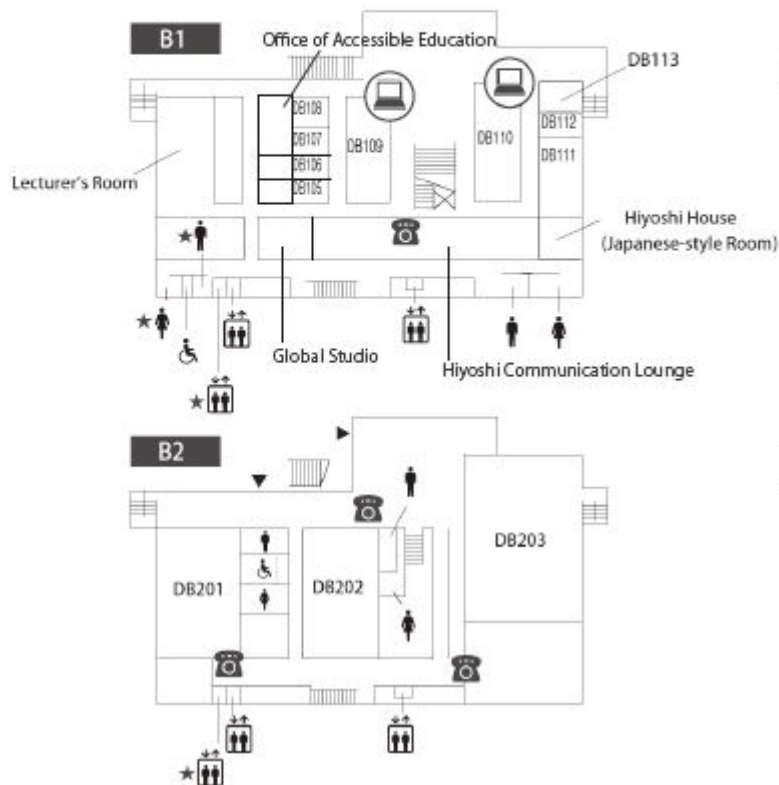 B1
Office of Accessible Education
DB113
DB108
DB107
DB106
DB105
DB109
DB110
DB112
DB111
Lecturer's Room
Hiyoshi House
(Japanese-style Room)
Global Studio
Hiyoshi Communication Lounge
B2
DB201
DB202
DB203